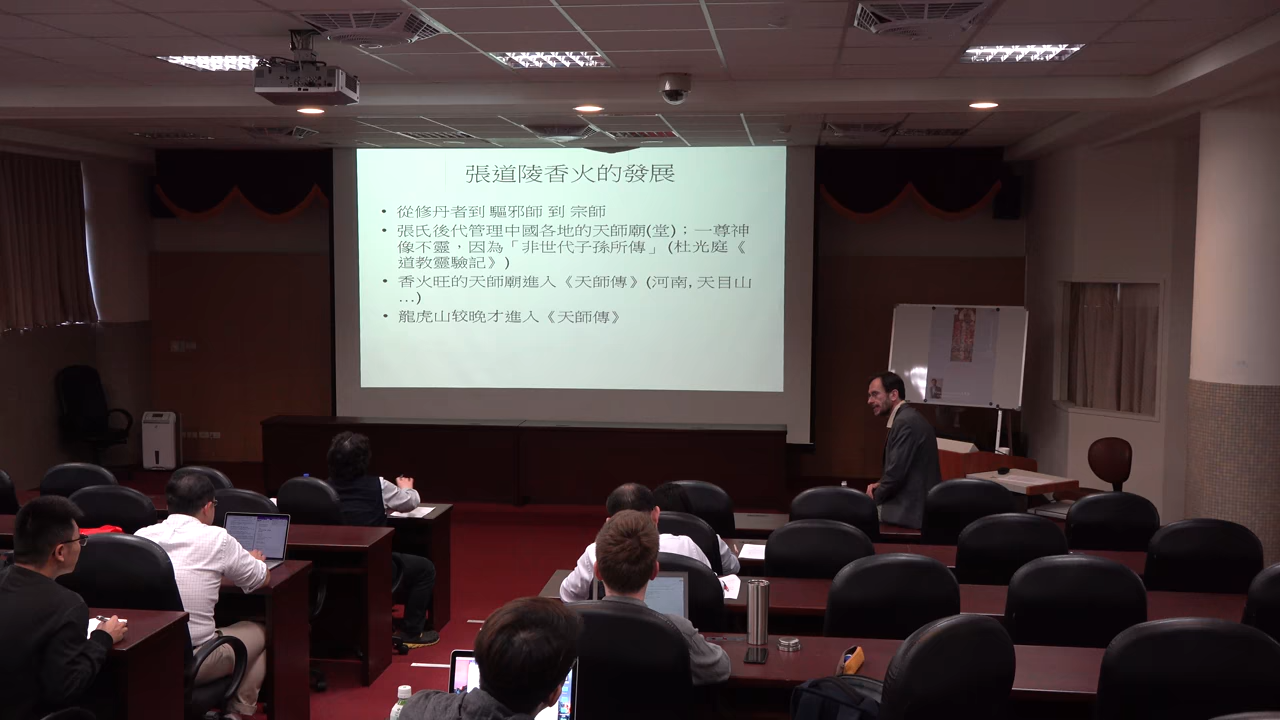 張道陵香火的發展
• 從修丹者到 驅邪師 到 宗師
• 張氏後代管理中國各地的天師廟(堂)；一尊神
像不靈，因為「非世代子孫所傳」(杜光庭《
道教靈驗記》)
• 香火旺的天師廟進入《天師傳》(河南, 天目山
…)
• 龍虎山较晚才進入《天師傳》